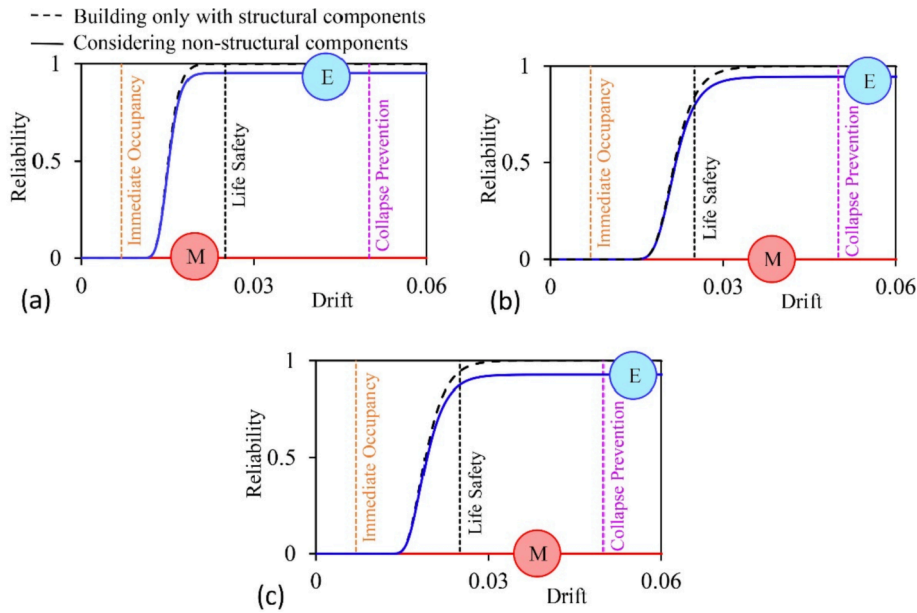 Building only with structural components
Considering non-structural components
1
0.5
0
Reliability
Immediate Occupancy
Life Safety
Collapse Prevention
E
M
0
0.03
0.06
Drift
(a)
1
0.5
0
Reliability
Immediate Occupancy
Life Safety
Collapse Prevention
E
M
0
0.03
0.06
Drift
(b)
1
0.5
0
Reliability
Immediate Occupancy
Life Safety
Collapse Prevention
E
M
0
0.03
0.06
Drift
(c)